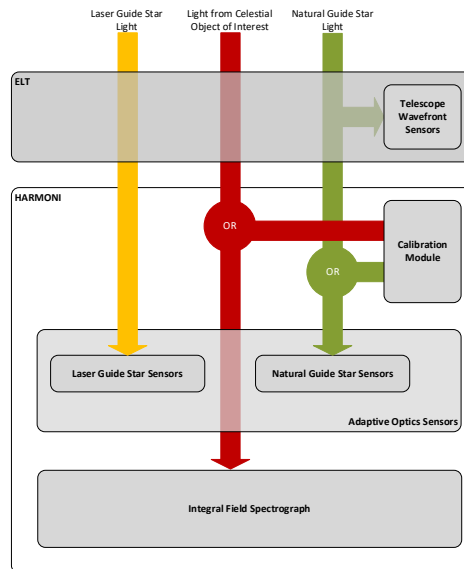 Laser Guide Star
Light
Light from Celestial
Object of Interest
Natural Guide Star
Light
ELT
Telescope
Wavefront
Sensors
HARMONI
OR
Calibration
Module
OR
Laser Guide Star Sensors
Natural Guide Star Sensors
Adaptive Optics Sensors
Integral Field Spectrograph